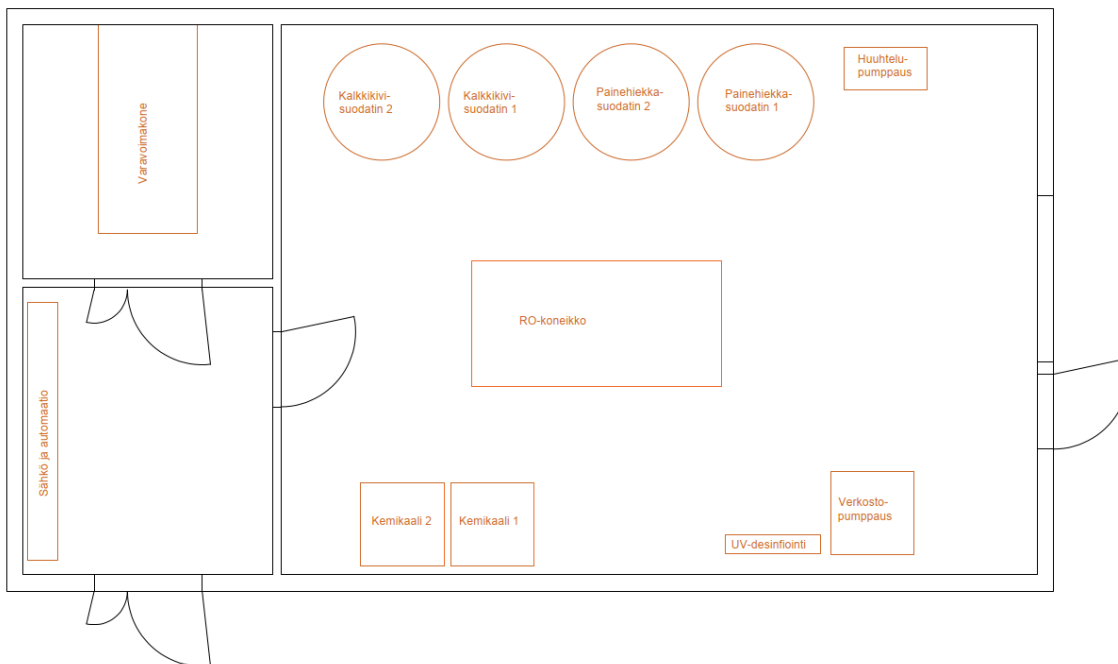 Varavoimakone
Kalkkikivi-
suodatin 2
Kalkkikivi-
suodatin 1
Painehiekka-
suodatin 2
Painehiekka-
suodatin 1
Huuhtelu-
pumppaus
RO-koneikko
Sähkö ja automaatio
Kemikaali 2
Kemikaali 1
UV-desinfiointi
Verkosto-
pumppaus